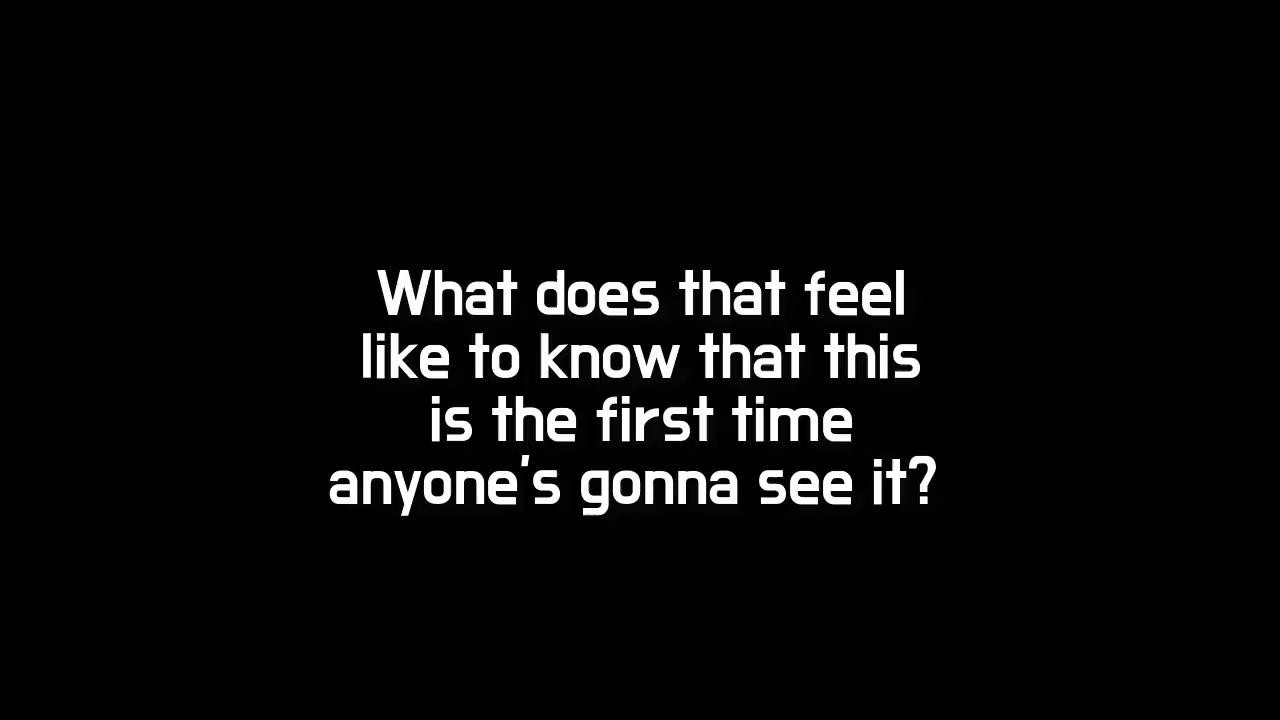 What does that feel
like to know that this
is the first time
anyone's gonna see it?